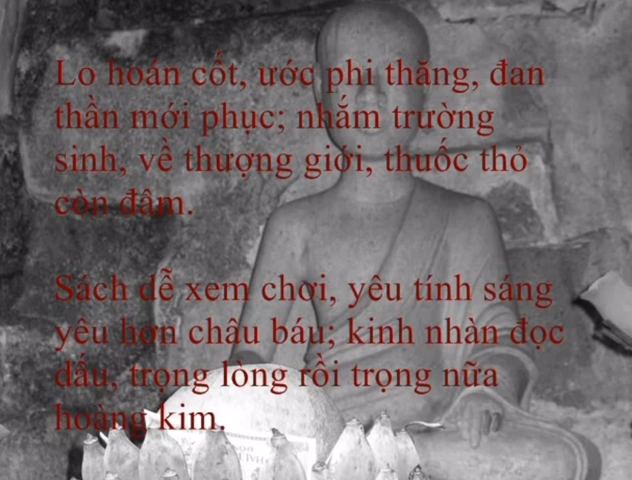 Lo hoán cốt, ước phi thăng, đan
thần mới phục; nhắm trường
sinh, về thượng giới, thuốc thỏ
còn đâm.
Sách dễ xem chơi, yêu tính sáng
yêu hơn châu báu; kinh nhàn đọc
dấu, trọng lòng rồi trọng nữa
hoàng kim.